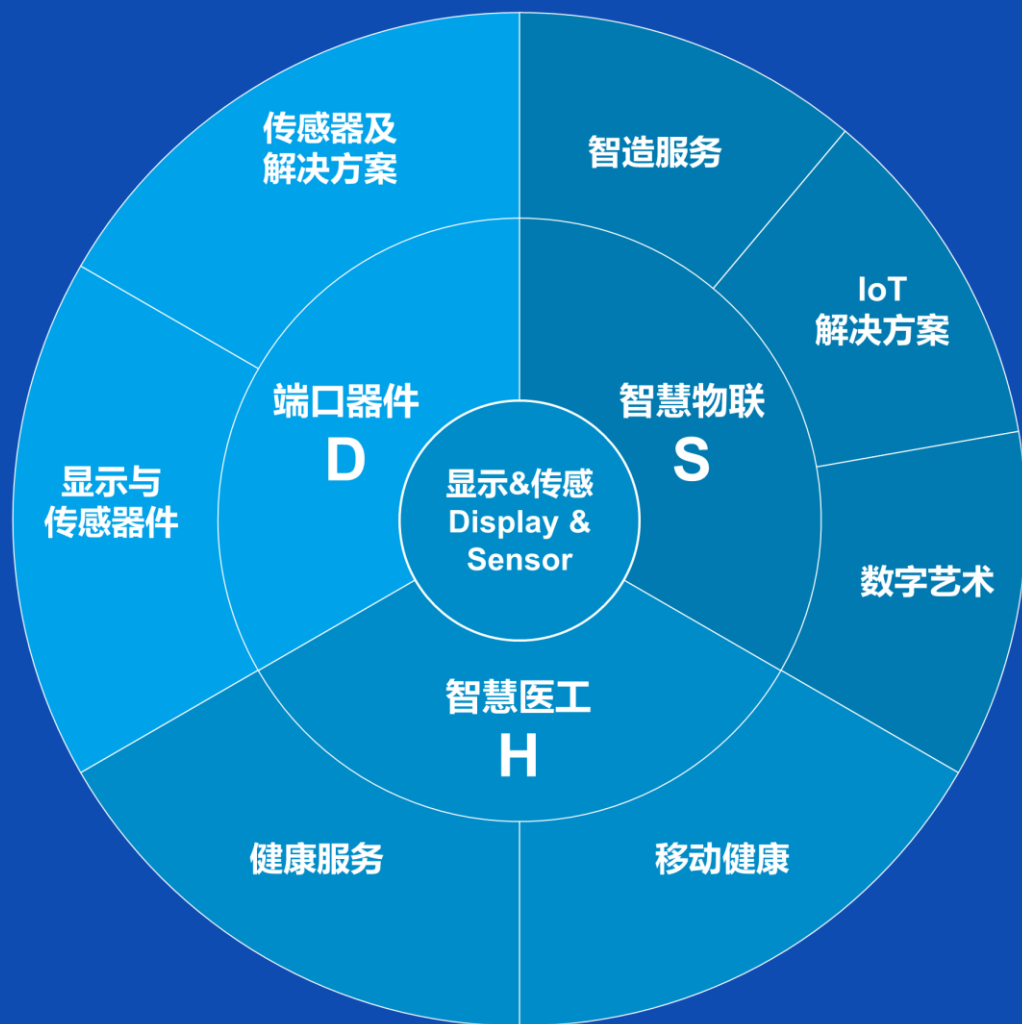 传感器及
解决方案
智造服务
IoT
解决方案
端口器件
D
智慧物联
S
显示与
传感器件
显示&传感
Display &
Sensor
数字艺术
智慧医工
H
健康服务
移动健康